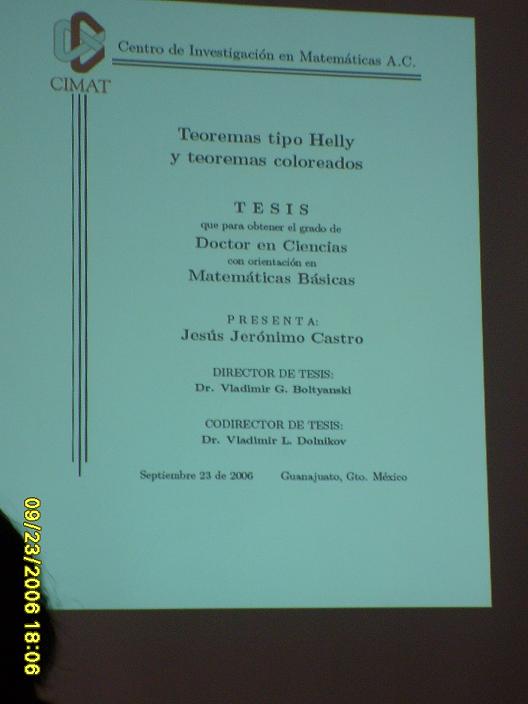 Centro de Investigación en Matemáticas A.C.
CIMAT
Teoremas tipo Helly
y teoremas coloreados
T E S I S
que para obtener el grado de
Doctor en Ciencias
con orientación en
Matemáticas Básicas
P R E S E N T A:
Jesús Jerónimo Castro
DIRECTOR DE TESIS:
Dr. Vladimir G. Boltyanski
CODIRECTOR DE TESIS:
Dr. Vladimir L. Dolnikov
Septiembre 23 de 2006 Guanajuato, Gto. México
09/23/2006 18:06